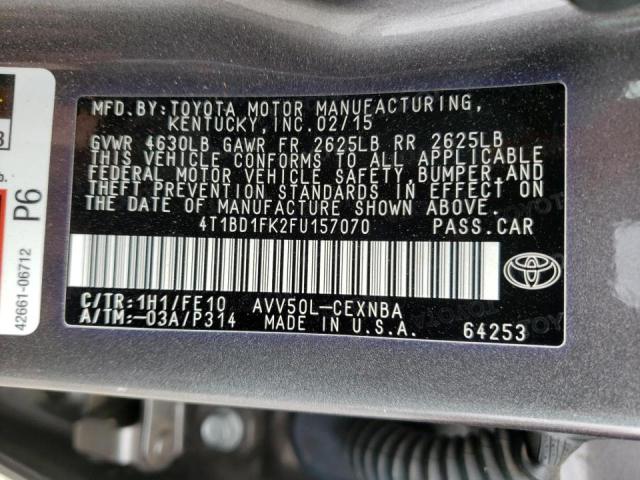 MFD.BY:TOYOTA MOTOR MANUFACTURING,
KENTUCKY,INC.02/15
GVWR 4630LB GAWR FR 2625LB RR 2625LB
THIS VEHICLE CONFORMS TO ALL APPLICABLE
FEDERAL MOTOR VEHICLE SAFETY,BUMPER,AND
THEFT PREVENTION STANDARDS IN EFFECT ON
THE DATE OF MANUFACTURE SHOWN ABOVE.
4T1BD1FK2FU157070 PASS.CAR
C/TR:1H1/FE10 AVV50L-CEXNBA
A/TM:-03A/P314 MADE IN U.S.A. 64253
P6
42661-06712